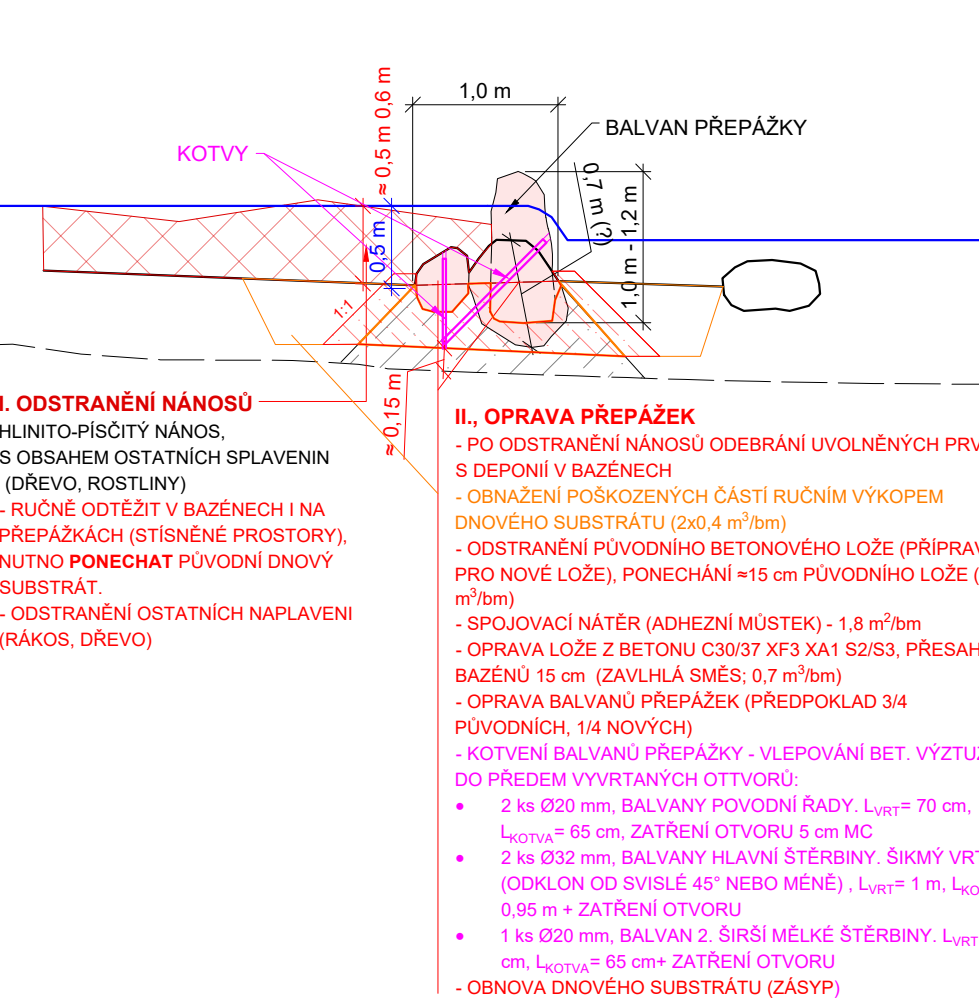 1,0 m
BALVAN PŘEPÁŽKY
KOTVY
≈ 0,5 m 0,6 m
0,5 m
0,7 m (?)
1,0 m - 1,2 m
1:1
≈ 0,15 m
I. ODSTRANĚNÍ NÁNOSŮ
HLINITO-PÍSČITÝ NÁNOS,
S OBSAHEM OSTATNÍCH SPLAVENIN
(DŘEVO, ROSTLINY)
- RUČNĚ ODTĚŽIT V BAZÉNECH I NA
PŘEPÁŽKÁCH (STÍSNĚNÉ PROSTORY),
NUTNO PONECHAT PŮVODNÍ DNOVÝ
SUBSTRÁT.
- ODSTRANĚNÍ OSTATNÍCH NAPLAVENI
(RÁKOS, DŘEVO)
II., OPRAVA PŘEPÁŽEK
- PO ODSTRANĚNÍ NÁNOSŮ ODEBRÁNÍ UVOLNĚNÝCH PRV
S DEPONIÍ V BAZÉNECH
- OBNAŽENÍ POŠKOZENÝCH ČÁSTÍ RUČNÍM VÝKOPEM
DNOVÉHO SUBSTRÁTU (2x0,4 m³/bm)
- ODSTRANĚNÍ PŮVODNÍHO BETONOVÉHO LOŽE (PŘÍPRAV
PRO NOVÉ LOŽE), PONECHÁNÍ ≈15 cm PŮVODNÍHO LOŽE (
m³/bm)
- SPOJOVACÍ NÁTĚR (ADHEZNÍ MŮSTEK) - 1,8 m²/bm
- OPRAVA LOŽE Z BETONU C30/37 XF3 XA1 S2/S3, PŘESAH
BAZÉNŮ 15 cm (ZAVLHLÁ SMĚS; 0,7 m³/bm)
- OPRAVA BALVANŮ PŘEPÁŽEK (PŘEDPOKLAD 3/4
PŮVODNÍCH, 1/4 NOVÝCH)
- KOTVENÍ BALVANŮ PŘEPÁŽKY - VLEPOVÁNÍ BET. VÝZTUŽ
DO PŘEDEM VYVRTANÝCH OTTVORŮ:
• 2 ks Ø20 mm, BALVANY POVODNÍ ŘADY. LVRT= 70 cm,
LKOTVA= 65 cm, ZATŘENÍ OTVORU 5 cm MC
• 2 ks Ø32 mm, BALVANY HLAVNÍ ŠTĚRBINY. ŠIKMÝ VRT
(ODKLON OD SVISLÉ 45° NEBO MÉNĚ) , LVRT= 1 m, LKO
0,95 m + ZATŘENÍ OTVORU
• 1 ks Ø20 mm, BALVAN 2. ŠIRŠÍ MĚLKÉ ŠTĚRBINY. LVRT
cm, LKOTVA= 65 cm+ ZATŘENÍ OTVORU
- OBNOVA DNOVÉHO SUBSTRÁTU (ZÁSYP)